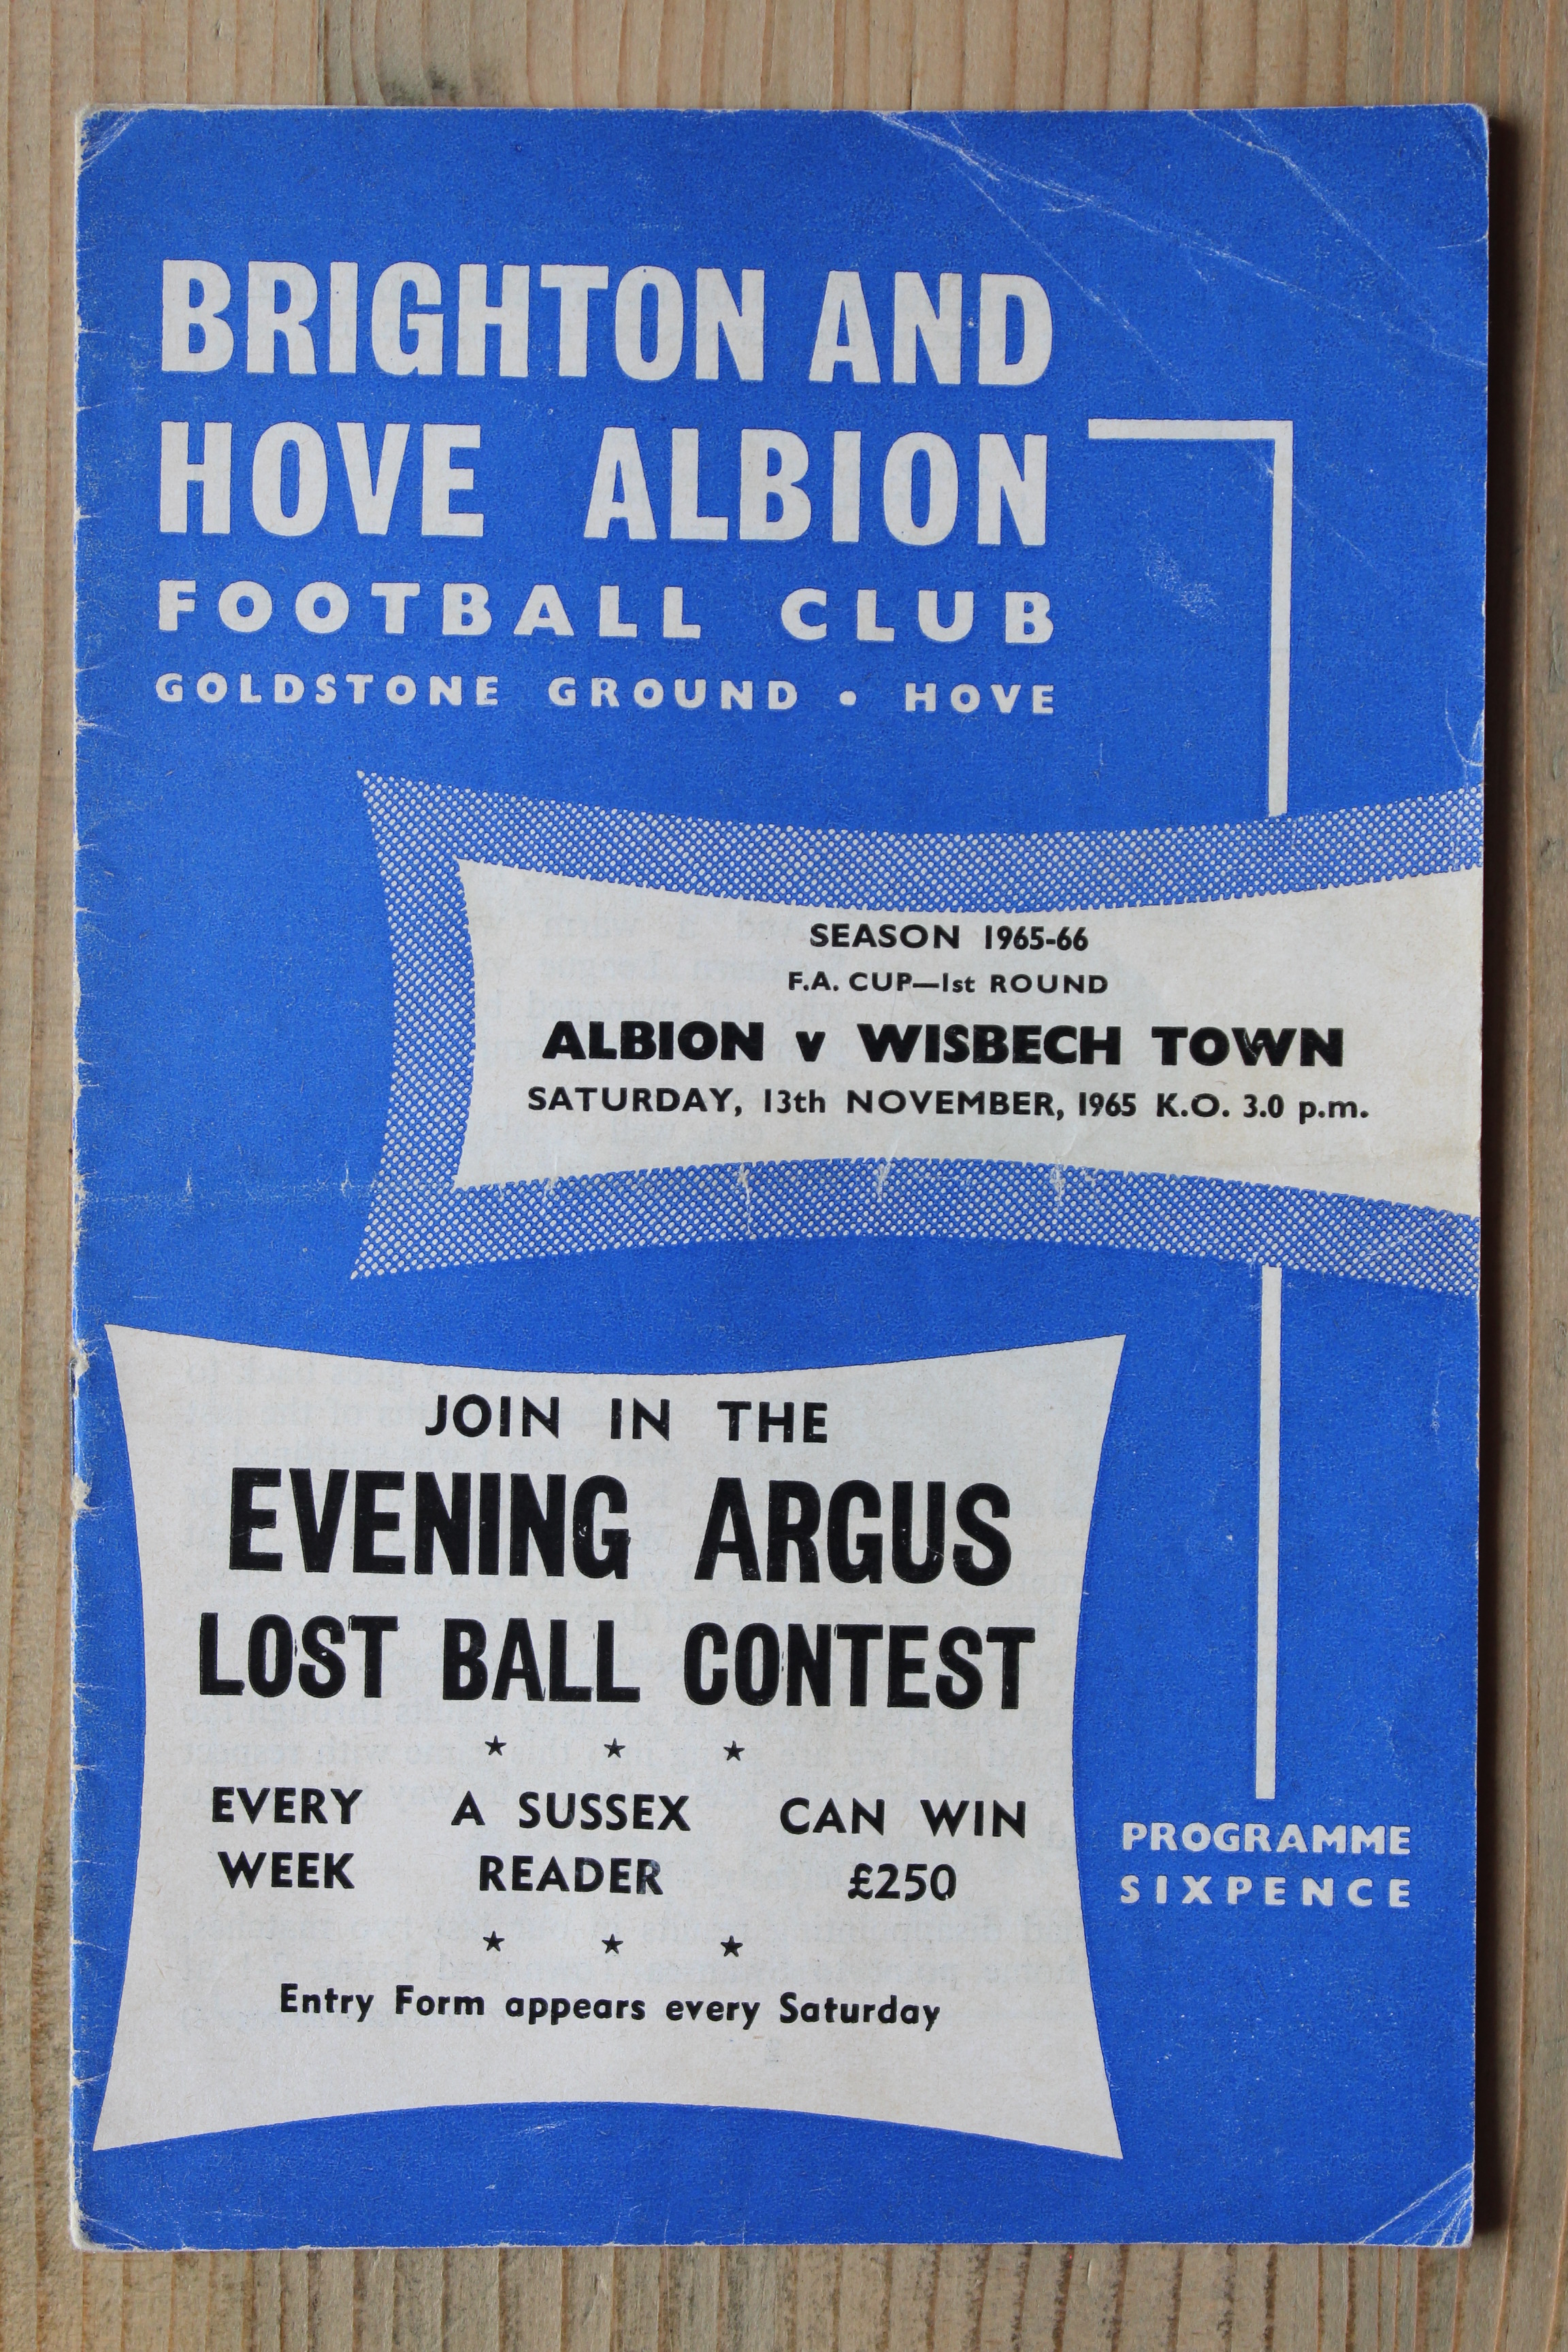 BRIGHTON AND
HOVE ALBION
FOOTBALL CLUB
GOLDSTONE GROUND • HOVE
SEASON 1965-66
F.A. CUP—1st ROUND
ALBION v WISBECH TOWN
SATURDAY, 13th NOVEMBER, 1965 K.O. 3.0 p.m.
JOIN IN THE
EVENING ARGUS
LOST BALL CONTEST
★ ★ ★
EVERY A SUSSEX CAN WIN
WEEK READER £250
★ ★ ★
Entry Form appears every Saturday
PROGRAMME
SIXPENCE